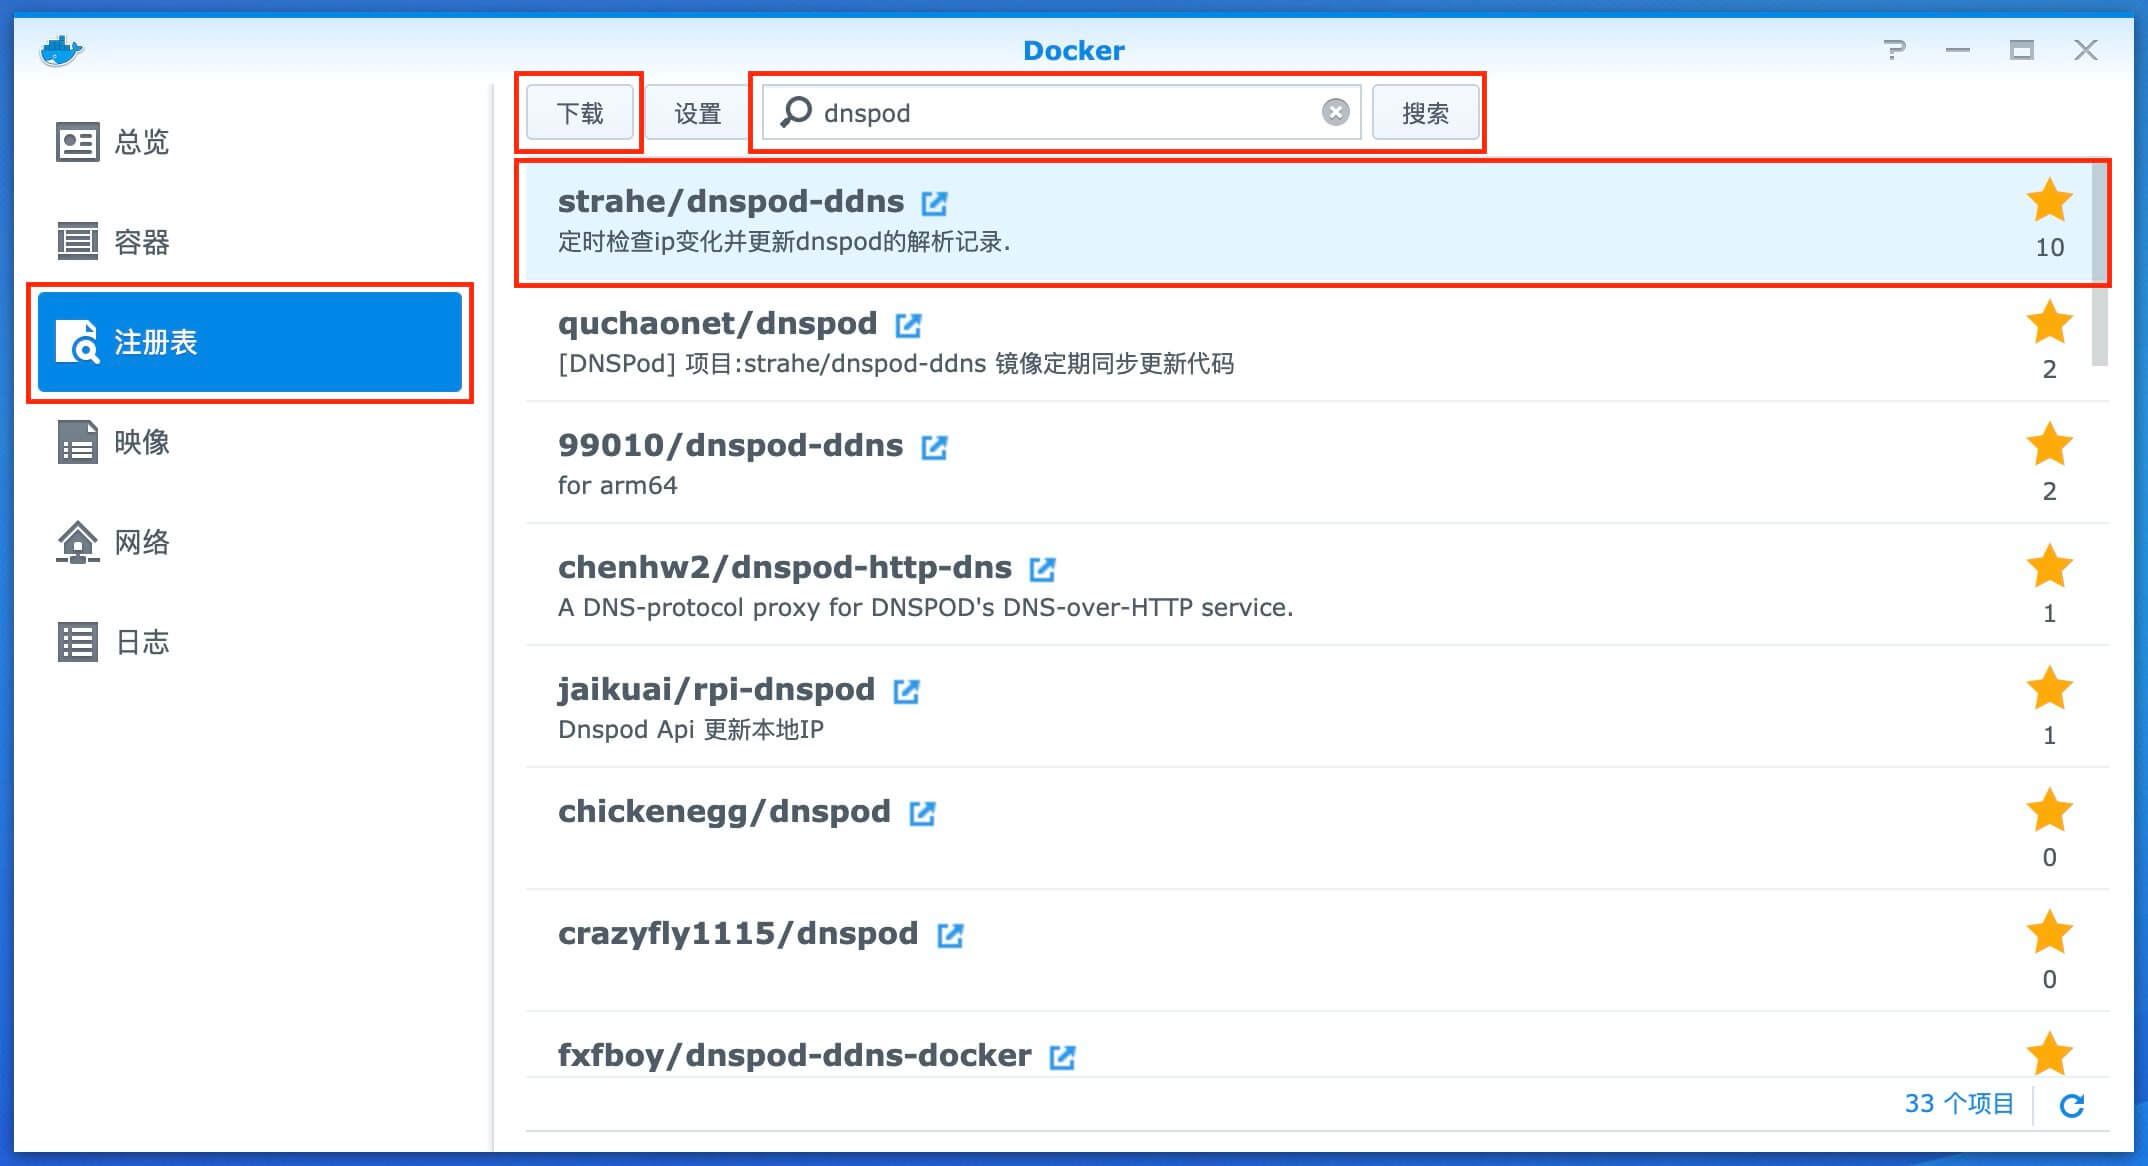 Docker
总览
容器
注册表
映像
网络
日志
下载
设置
dnspod
搜索
strahe/dnspod-ddns
定时检查ip变化并更新dnspod的解析记录.
10
quchaonet/dnspod
[DNSPod] 项目:strahe/dnspod-ddns 镜像定期同步更新代码
2
99010/dnspod-ddns
for arm64
2
chenhw2/dnspod-http-dns
A DNS-protocol proxy for DNSPOD's DNS-over-HTTP service.
1
jaikuai/rpi-dnspod
Dnspod Api 更新本地IP
1
chickenegg/dnspod
0
crazyfly1115/dnspod
0
fxfboy/dnspod-ddns-docker
33 个项目